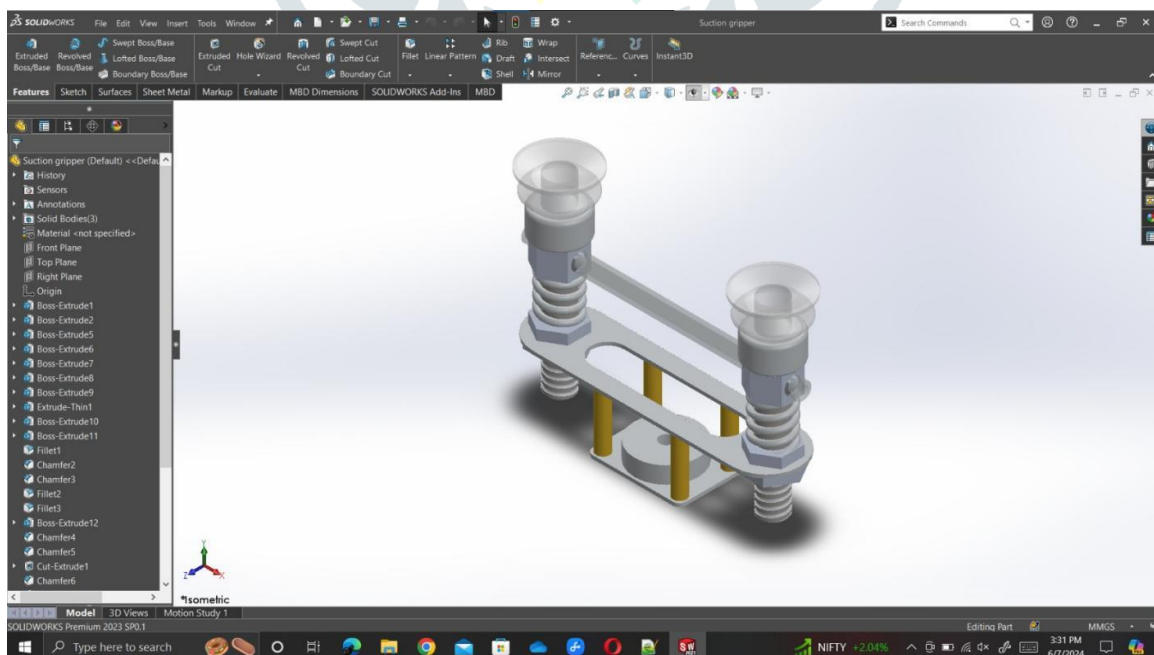 SOLIDWORKS File Edit View Insert Tools Window Suction gripper Search Commands
Extruded Boss/Base
Revolved Boss/Base
Swept Boss/Base
Lofted Boss/Base
Boundary Boss/Base
Extruded Cut
Hole Wizard
Revolved Cut
Swept Cut
Lofted Cut
Boundary Cut
Fillet
Linear Pattern
Rib
Draft
Shell
Wrap
Intersect
Mirror
Referenc...
Curves
Instant3D
Features Sketch Surfaces Sheet Metal Markup Evaluate MBD Dimensions SOLIDWORKS Add-Ins MBD
Suction gripper (Default) <<Defau
History
Sensors
Annotations
Solid Bodies(3)
Material <not specified>
Front Plane
Top Plane
Right Plane
Origin
Boss-Extrude1
Boss-Extrude2
Boss-Extrude5
Boss-Extrude6
Boss-Extrude7
Boss-Extrude8
Boss-Extrude9
Extrude-Thin1
Boss-Extrude10
Boss-Extrude11
Fillet1
Chamfer2
Chamfer3
Fillet2
Fillet3
Boss-Extrude12
Chamfer4
Chamfer5
Cut-Extrude1
Chamfer6
Y
Z X
*Isometric
Model 3D Views Motion Study 1
SOLIDWORKS Premium 2023 SP0.1 Editing Part MMGS
Type here to search NIFTY +2.04% 3:31 PM
6/7/2024